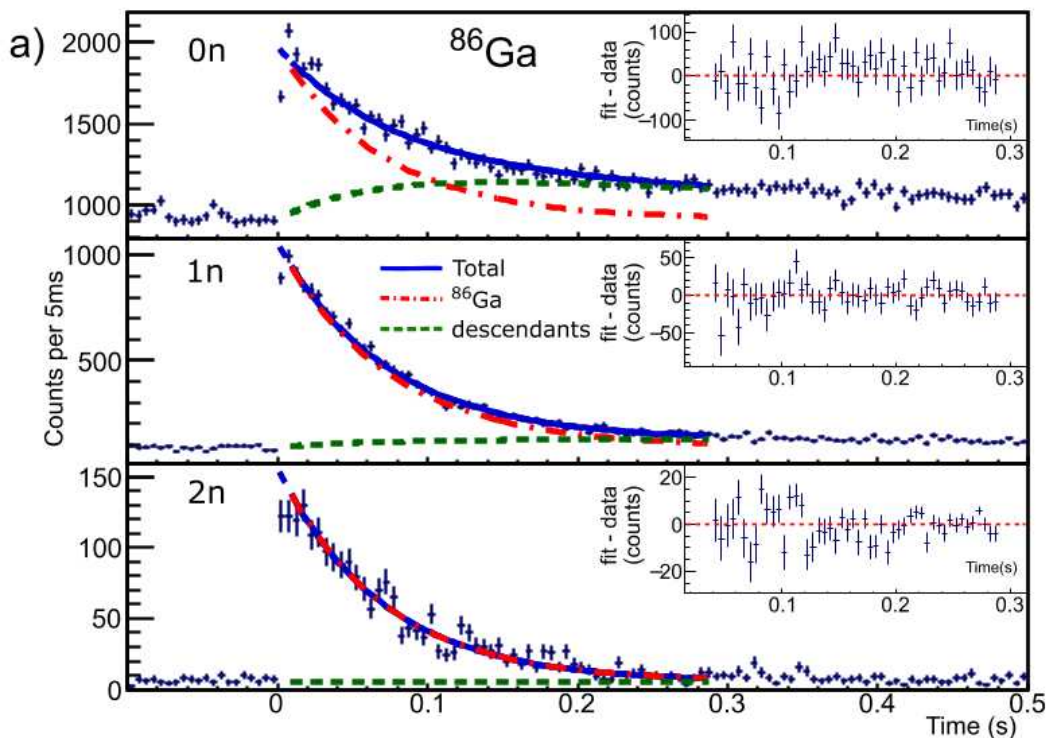 a)
0n
⁸⁶Ga
2000
1500
1000
fit - data
(counts)
100
0
−100
Time(s)
0.1
0.2
0.3
1n
1000
500
Total
⁸⁶Ga
descendants
fit - data
(counts)
50
0
−50
0.1
0.2
0.3
Counts per 5ms
2n
150
100
50
0
fit - data
(counts)
20
0
−20
Time(s)
0.1
0.2
0.3
0 0.1 0.2 0.3 0.4 0.5
Time (s)